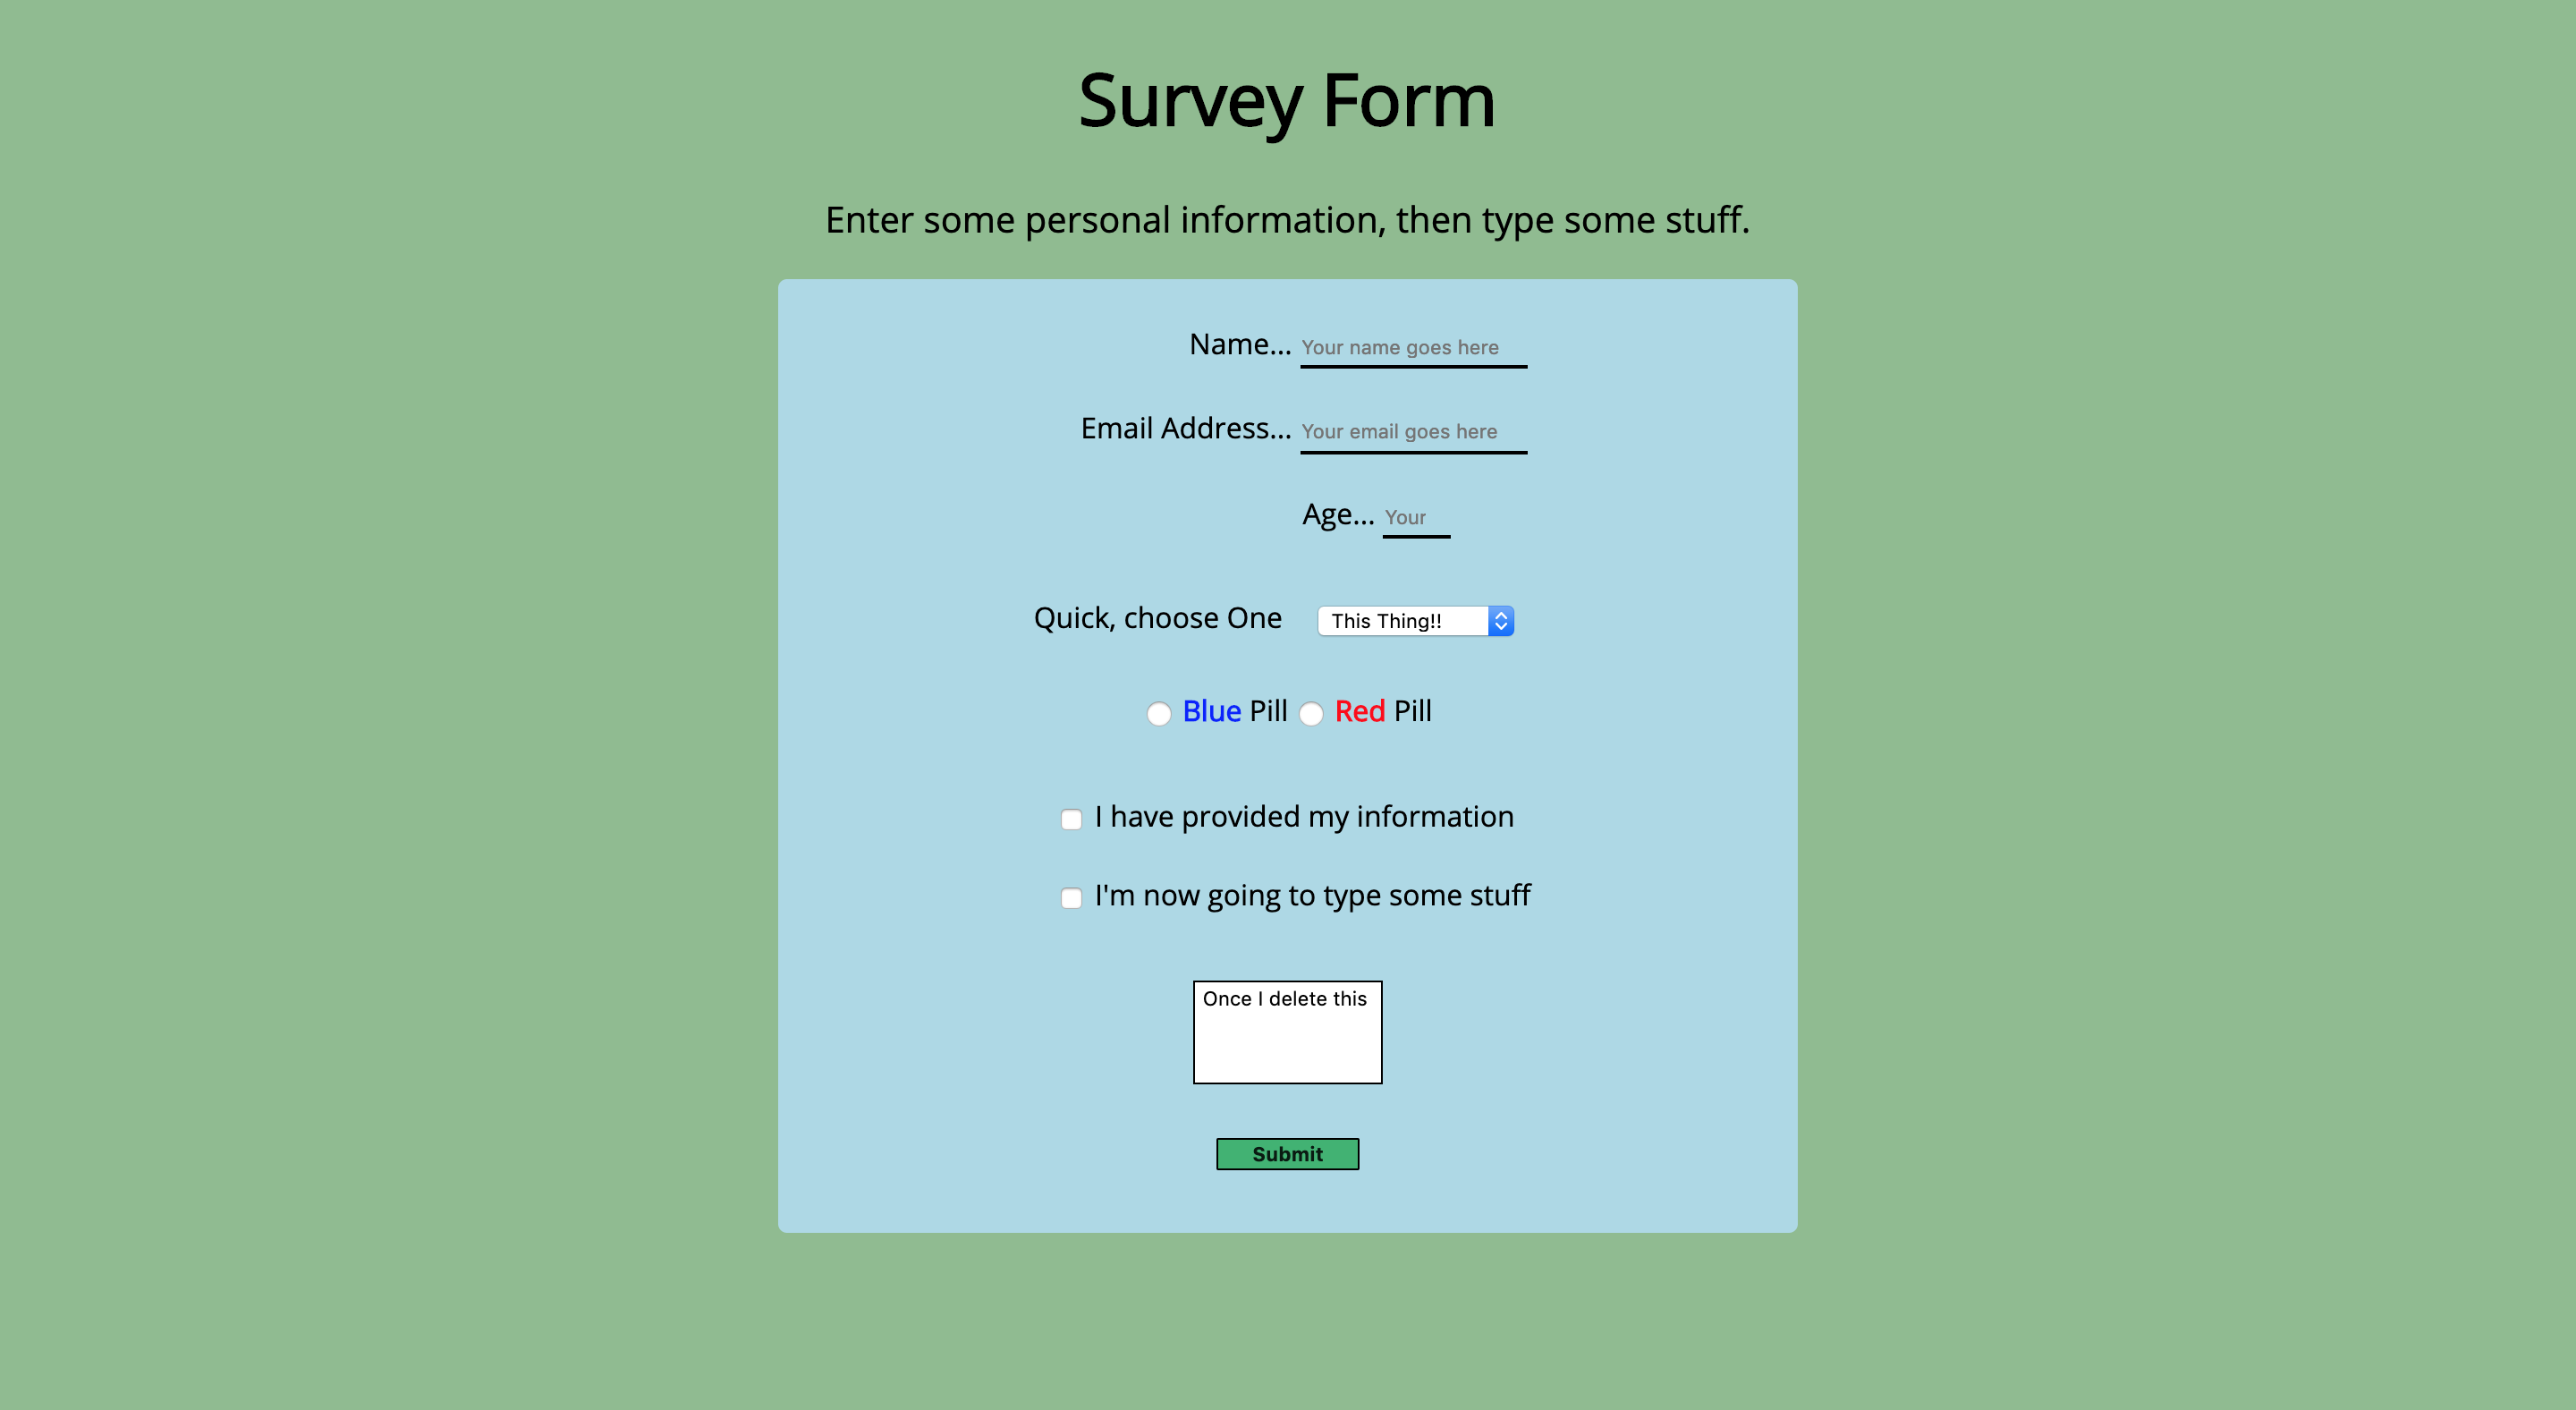 Survey Form
Enter some personal information, then type some stuff.
Name... Your name goes here
Email Address... Your email goes here
Age... Your
Quick, choose One This Thing!!
Blue Pill Red Pill
I have provided my information
I'm now going to type some stuff
Once I delete this
Submit